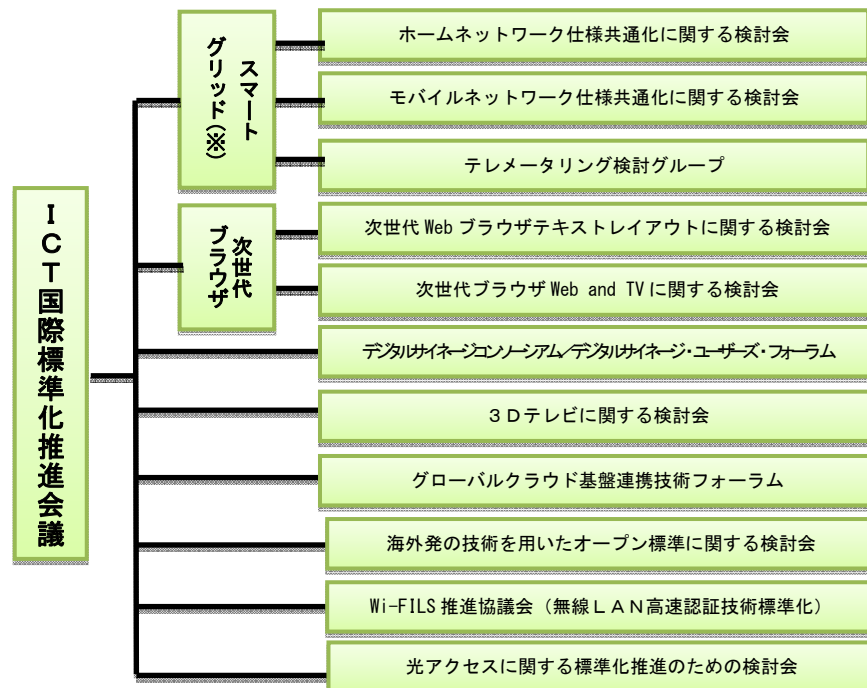 ICT国際標準化推進会議
スマート
グリッド(※)
ホームネットワーク仕様共通化に関する検討会
モバイルネットワーク仕様共通化に関する検討会
テレメータリング検討グループ
次世代
ブラウザ
次世代 Web ブラウザテキストレイアウトに関する検討会
次世代ブラウザ Web and TV に関する検討会
デジタルサイネージコンソーシアム/デジタルサイネージ・ユーザーズ・フォーラム
3Dテレビに関する検討会
グローバルクラウド基盤連携技術フォーラム
海外発の技術を用いたオープン標準に関する検討会
Wi-FILS 推進協議会(無線LAN高速認証技術標準化)
光アクセスに関する標準化推進のための検討会